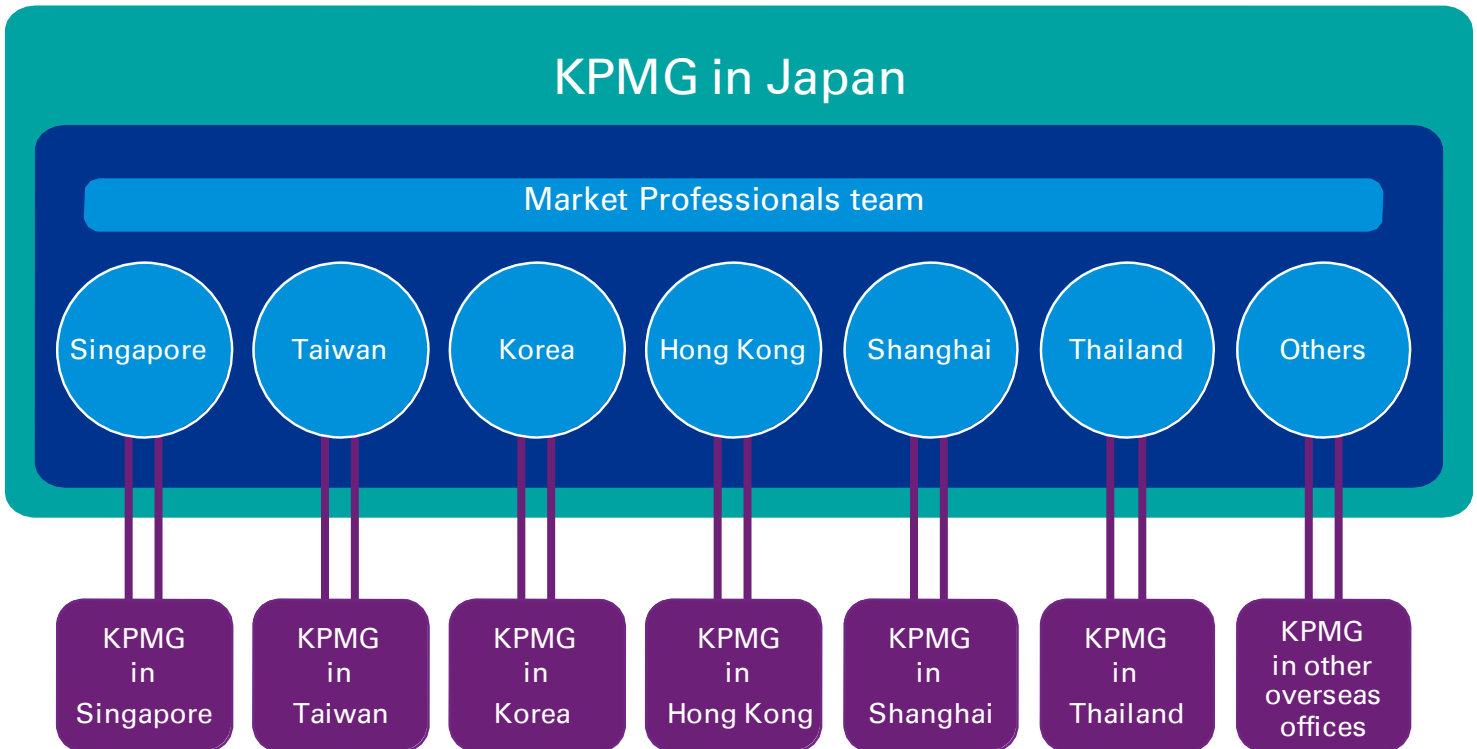 KPMG in Japan
Market Professionals team
Singapore
Taiwan
Korea
Hong Kong
Shanghai
Thailand
Others
KPMG
in
Singapore
KPMG
in
Taiwan
KPMG
in
Korea
KPMG
in
Hong Kong
KPMG
in
Shanghai
KPMG
in
Thailand
KPMG
in other
overseas
offices